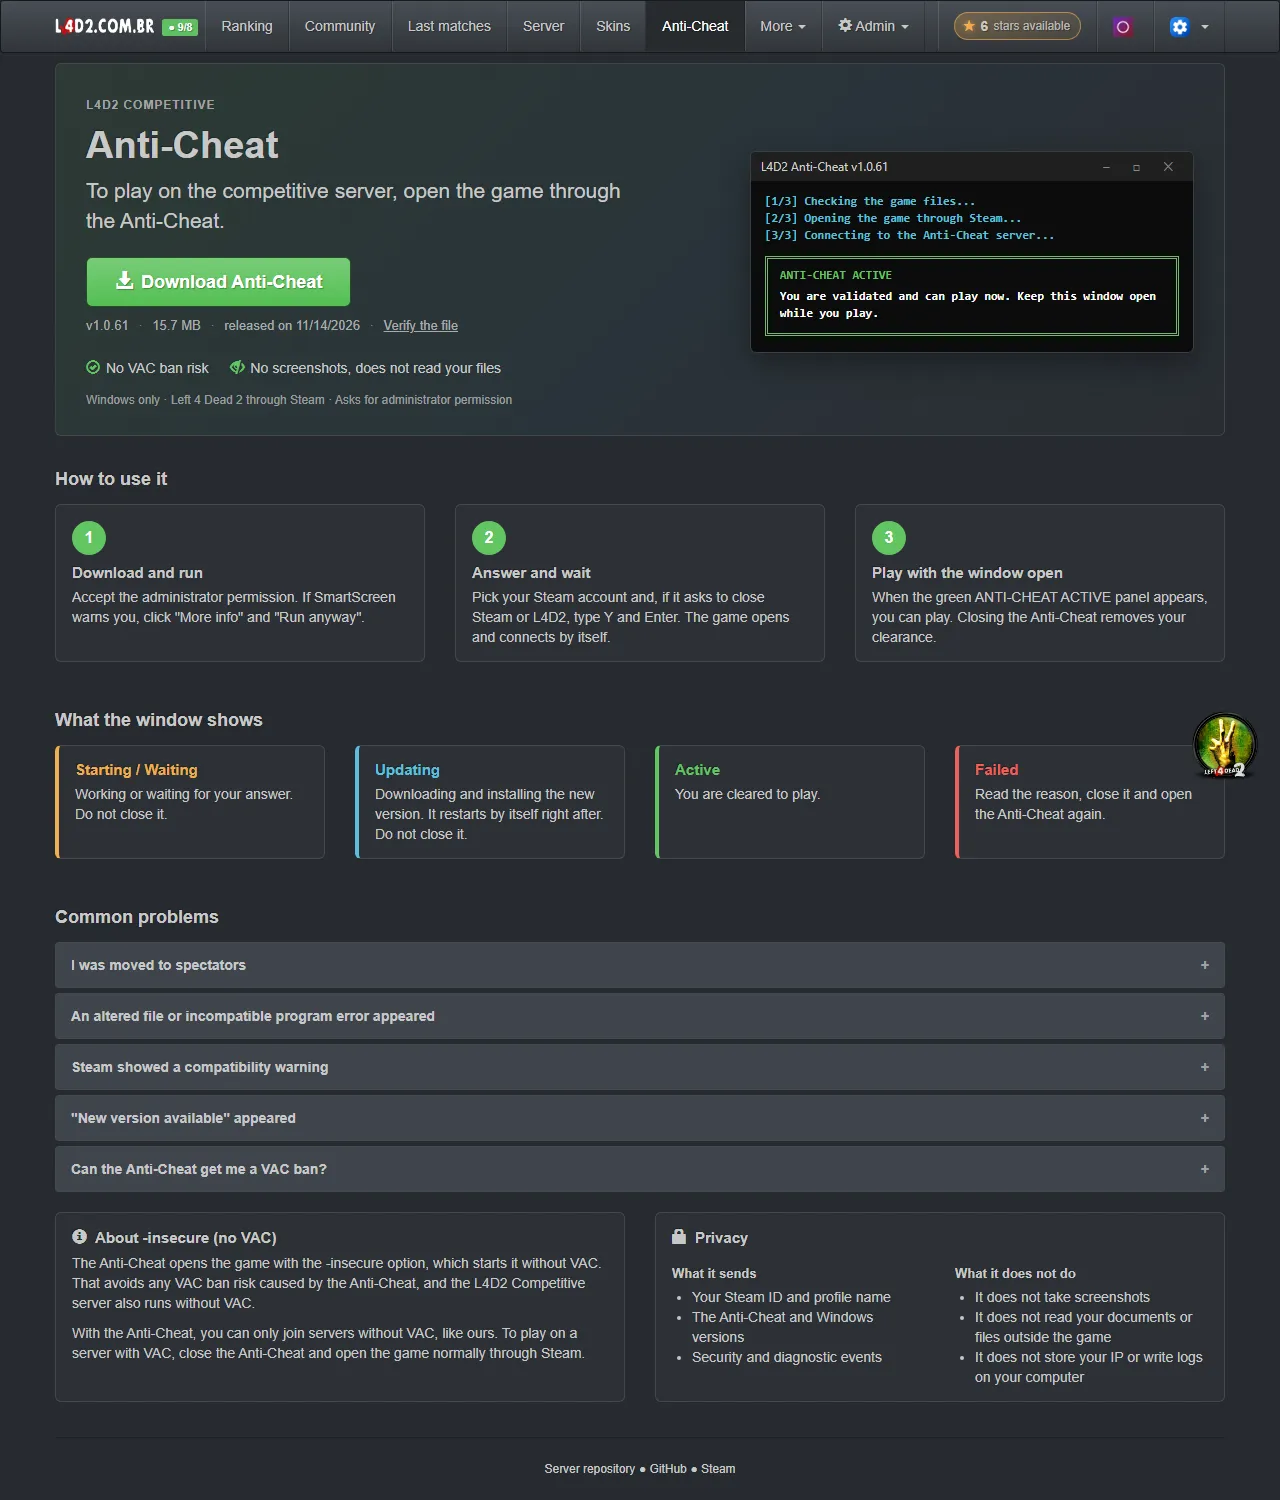 L4D2.COM.BR
● 9/8
Ranking
Community
Last matches
Server
Skins
Anti-Cheat
More
Admin
★ 6 stars available
L4D2 COMPETITIVE
Anti-Cheat
To play on the competitive server, open the game through
the Anti-Cheat.
Download Anti-Cheat
v1.0.61 · 15.7 MB · released on 11/14/2026 · Verify the file
No VAC ban risk
No screenshots, does not read your files
Windows only · Left 4 Dead 2 through Steam · Asks for administrator permission
L4D2 Anti-Cheat v1.0.61
[1/3] Checking the game files...
[2/3] Opening the game through Steam...
[3/3] Connecting to the Anti-Cheat server...
ANTI-CHEAT ACTIVE
You are validated and can play now. Keep this window open
while you play.
How to use it
1
Download and run
Accept the administrator permission. If SmartScreen
warns you, click "More info" and "Run anyway".
2
Answer and wait
Pick your Steam account and, if it asks to close
Steam or L4D2, type Y and Enter. The game opens
and connects by itself.
3
Play with the window open
When the green ANTI-CHEAT ACTIVE panel appears,
you can play. Closing the Anti-Cheat removes your
clearance.
What the window shows
Starting / Waiting
Working or waiting for your answer.
Do not close it.
Updating
Downloading and installing the new
version. It restarts by itself right after.
Do not close it.
Active
You are cleared to play.
Failed
Read the reason, close it and open
the Anti-Cheat again.
LEFT 4 DEAD 2
Common problems
I was moved to spectators +
An altered file or incompatible program error appeared +
Steam showed a compatibility warning +
"New version available" appeared +
Can the Anti-Cheat get me a VAC ban? +
About -insecure (no VAC)
The Anti-Cheat opens the game with the -insecure option, which starts it without VAC.
That avoids any VAC ban risk caused by the Anti-Cheat, and the L4D2 Competitive
server also runs without VAC.
With the Anti-Cheat, you can only join servers without VAC, like ours. To play on a
server with VAC, close the Anti-Cheat and open the game normally through Steam.
Privacy
What it sends
• Your Steam ID and profile name
• The Anti-Cheat and Windows
versions
• Security and diagnostic events
What it does not do
• It does not take screenshots
• It does not read your documents or
files outside the game
• It does not store your IP or write logs
on your computer
Server repository ● GitHub ● Steam